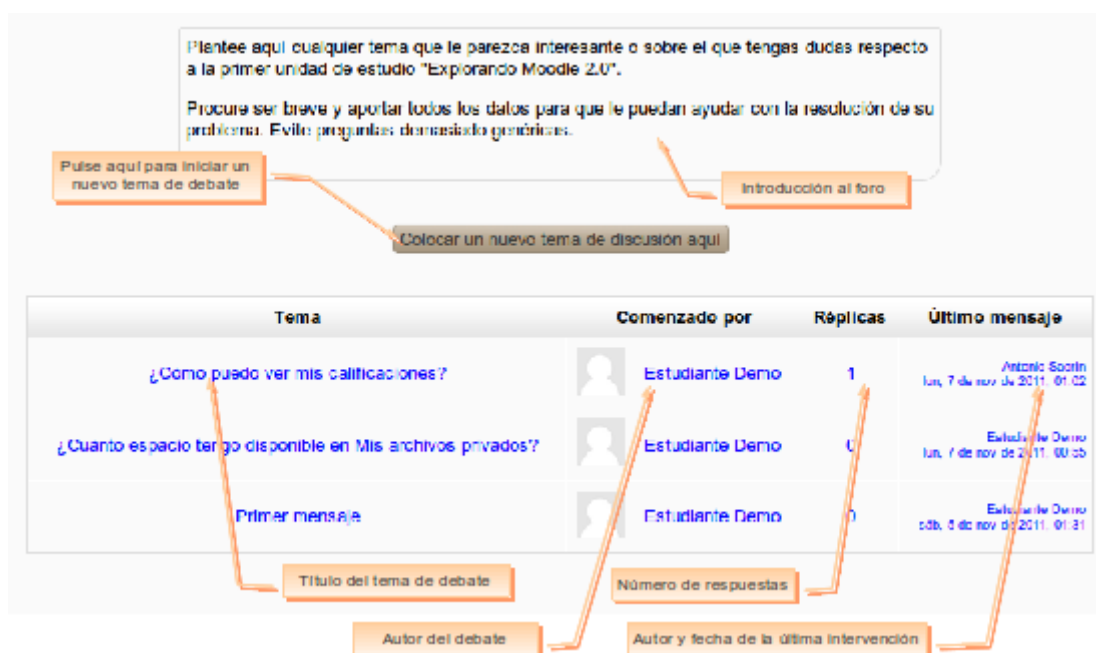 Plantee aquí cualquier tema que le parezca interesante o sobre el que tengas dudas respecto
a la primer unidad de estudio "Explorando Moodle 2.0".
Procure ser breve y aportar todos los datos para que le puedan ayudar con la resolución de su
problema. Evite preguntas demasiado genéricas.
Pulse aquí para iniciar un
nuevo tema de debate
Introducción al foro
Colocar un nuevo tema de discusión aquí
Tema Comenzado por Réplicas Último mensaje
¿Como puedo ver mis calificaciones? Estudiante Demo 1 Antonio
lun, 7 de nov de 2011, 01:02
¿Cuanto espacio tengo disponible en Mis archivos privados? Estudiante Demo 0 Estudiante Demo
lun, 7 de nov de 2011, 00:55
Primer mensaje Estudiante Demo 0 Estudiante Demo
sáb, de nov de 2011, 01:31
Título del tema de debate
Número de respuestas
Autor del debate
Autor y fecha de la última intervención